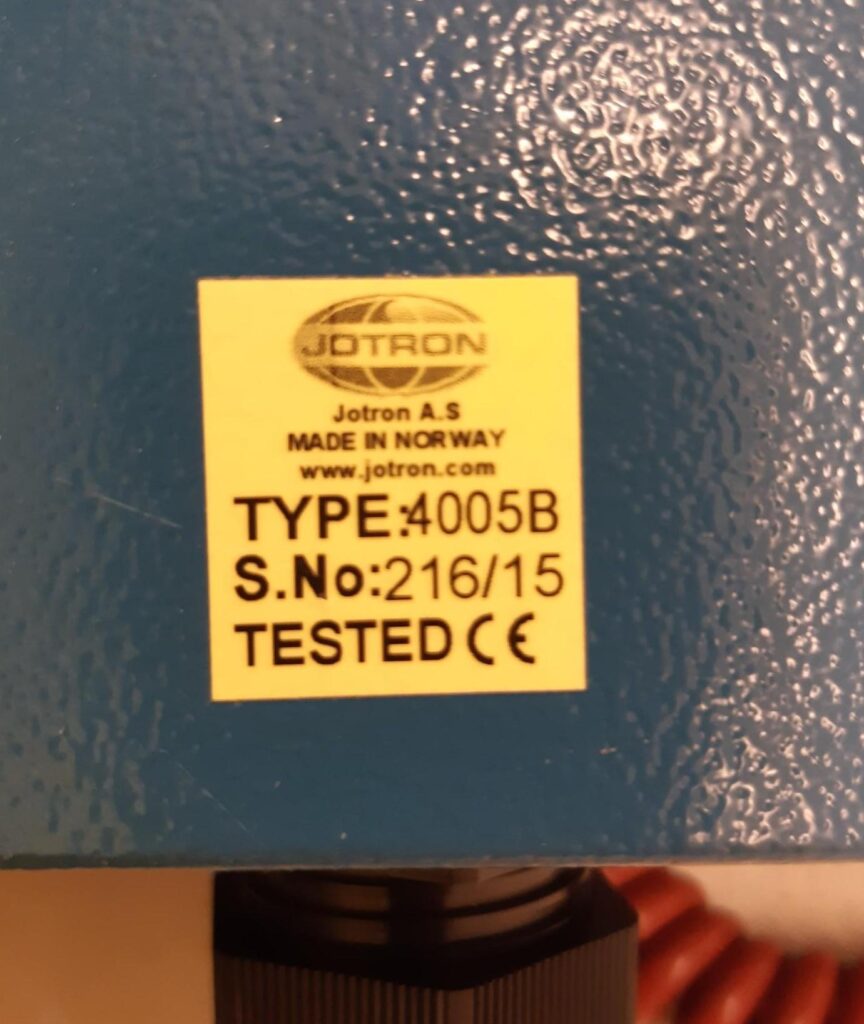 JOTRON
Jotron A.S
MADE IN NORWAY
www.jotron.com
TYPE:4005B
S.No:216/15
TESTED CE